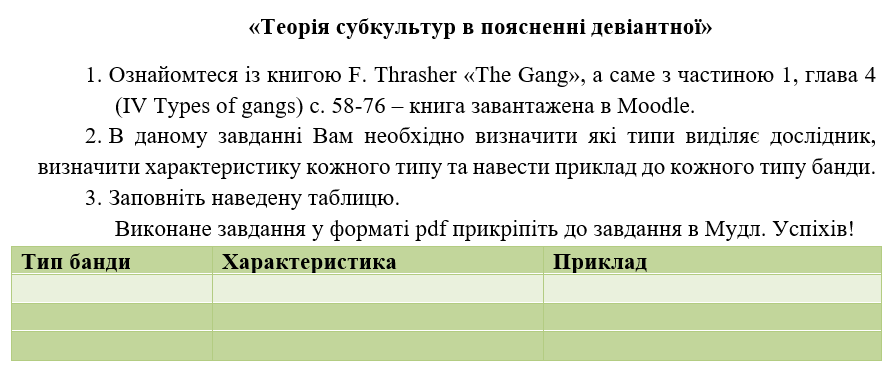 «Теорія субкультур в поясненні девіантної»
1. Ознайомтеся із книгою F. Thrasher «The Gang», а саме з частиною 1, глава 4
(IV Types of gangs) с. 58-76 – книга завантажена в Moodle.
2. В даному завданні Вам необхідно визначити які типи виділяє дослідник,
визначити характеристику кожного типу та навести приклад до кожного типу банди.
3. Заповніть наведену таблицю.
Виконане завдання у форматі pdf прикріпіть до завдання в Мудл. Успіхів!
Тип банди Характеристика Приклад